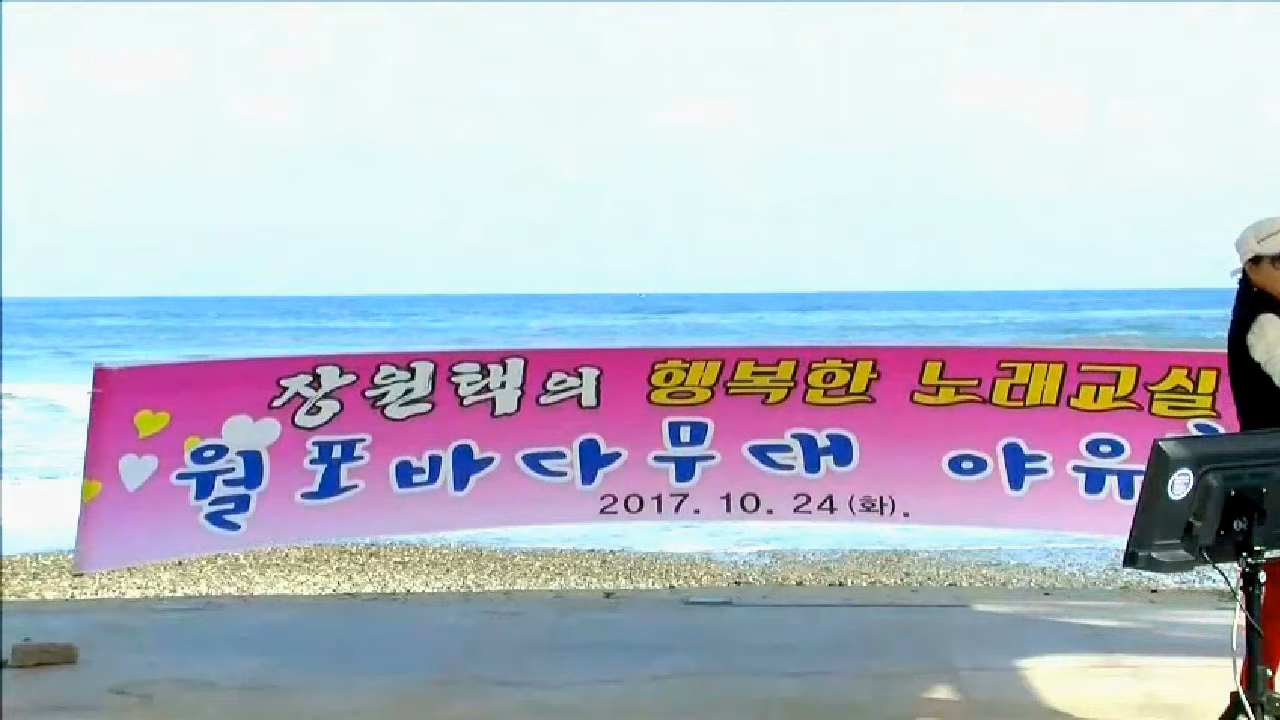 장원택의 행복한 노래교실
월포바다무대 야유
2017. 10. 24 (화).